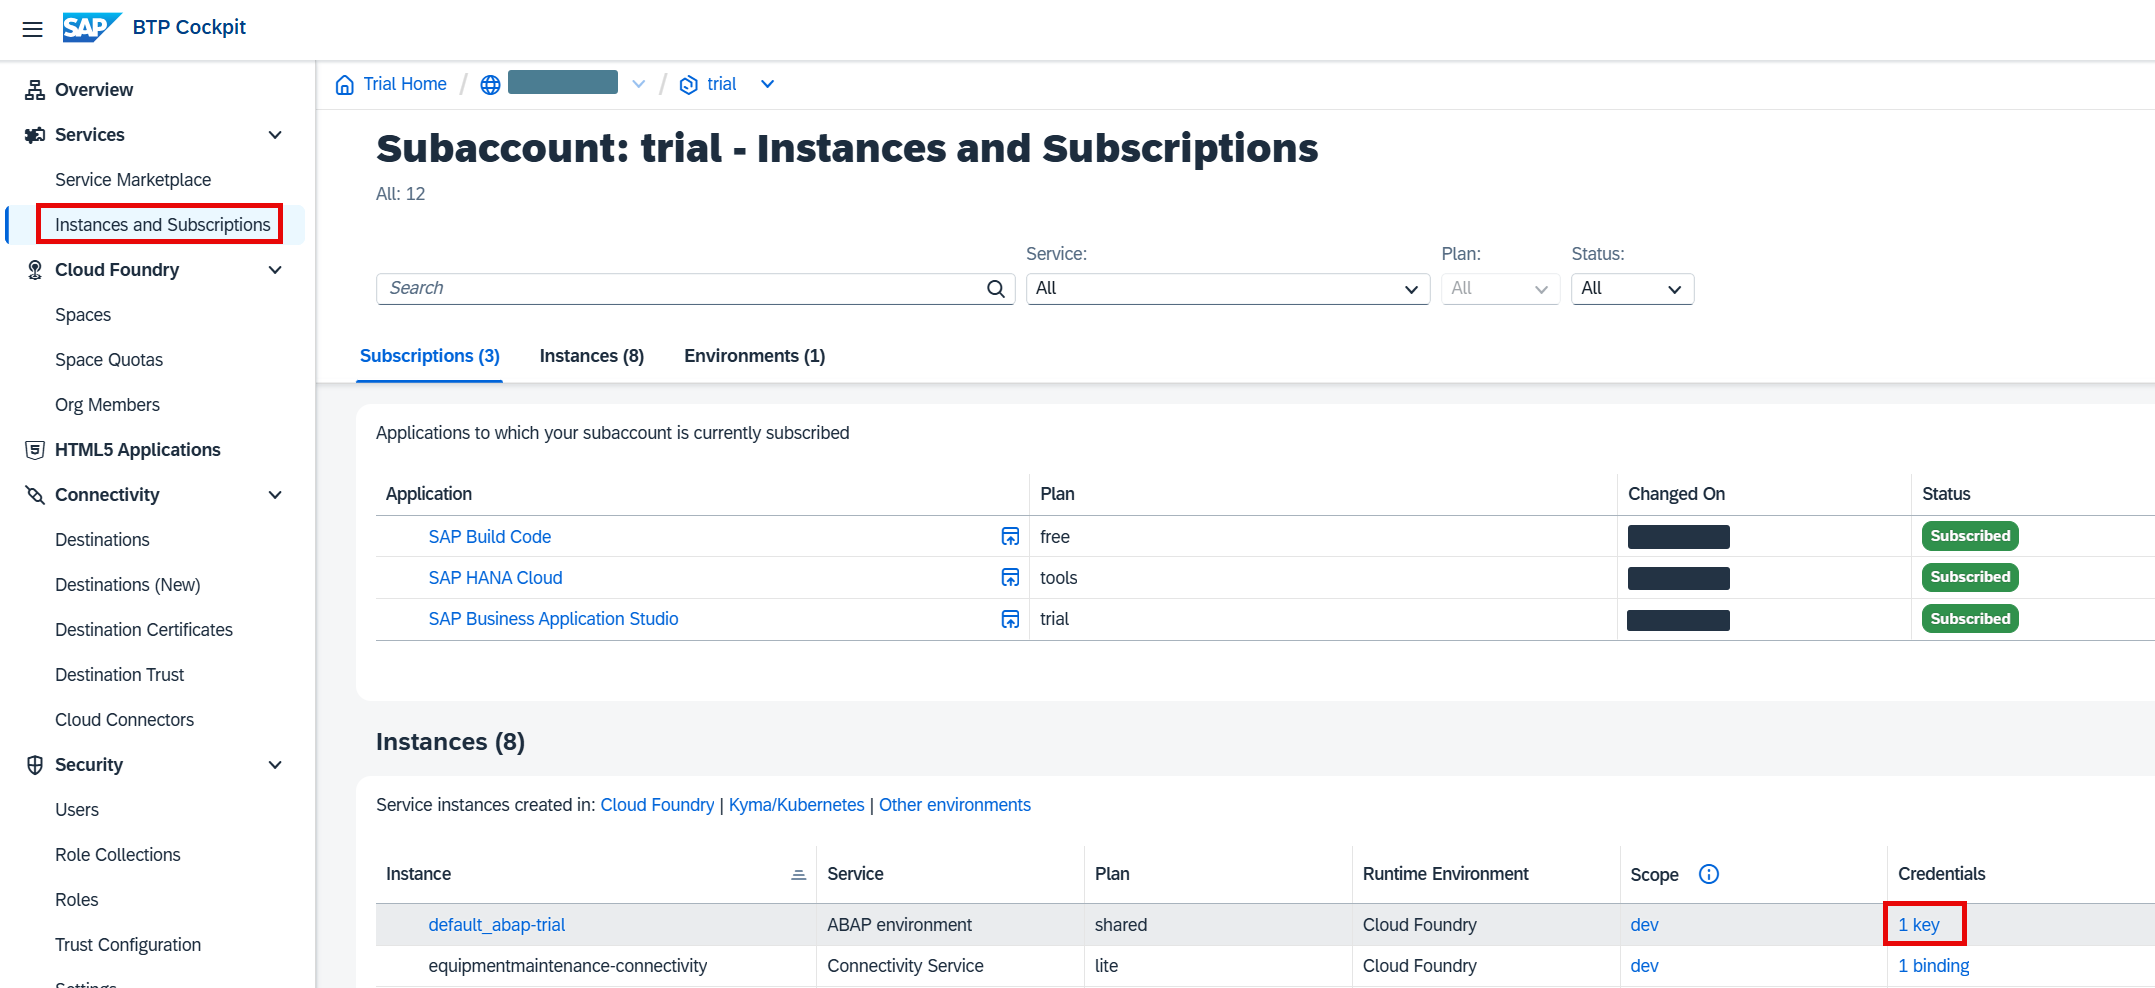 SAP BTP Cockpit
Overview
Services
Service Marketplace
Instances and Subscriptions
Cloud Foundry
Spaces
Space Quotas
Org Members
HTML5 Applications
Connectivity
Destinations
Destinations (New)
Destination Certificates
Destination Trust
Cloud Connectors
Security
Users
Role Collections
Roles
Trust Configuration
Settings
Trial Home / / trial
Subaccount: trial - Instances and Subscriptions
All: 12
Service: Plan: Status:
Search All All All
Subscriptions (3) Instances (8) Environments (1)
Applications to which your subaccount is currently subscribed
Application Plan Changed On Status
SAP Build Code free Subscribed
SAP HANA Cloud tools Subscribed
SAP Business Application Studio trial Subscribed
Instances (8)
Service instances created in: Cloud Foundry | Kyma/Kubernetes | Other environments
Instance Service Plan Runtime Environment Scope Credentials
default_abap-trial ABAP environment shared Cloud Foundry dev 1 key
equipmentmaintenance-connectivity Connectivity Service lite Cloud Foundry dev 1 binding